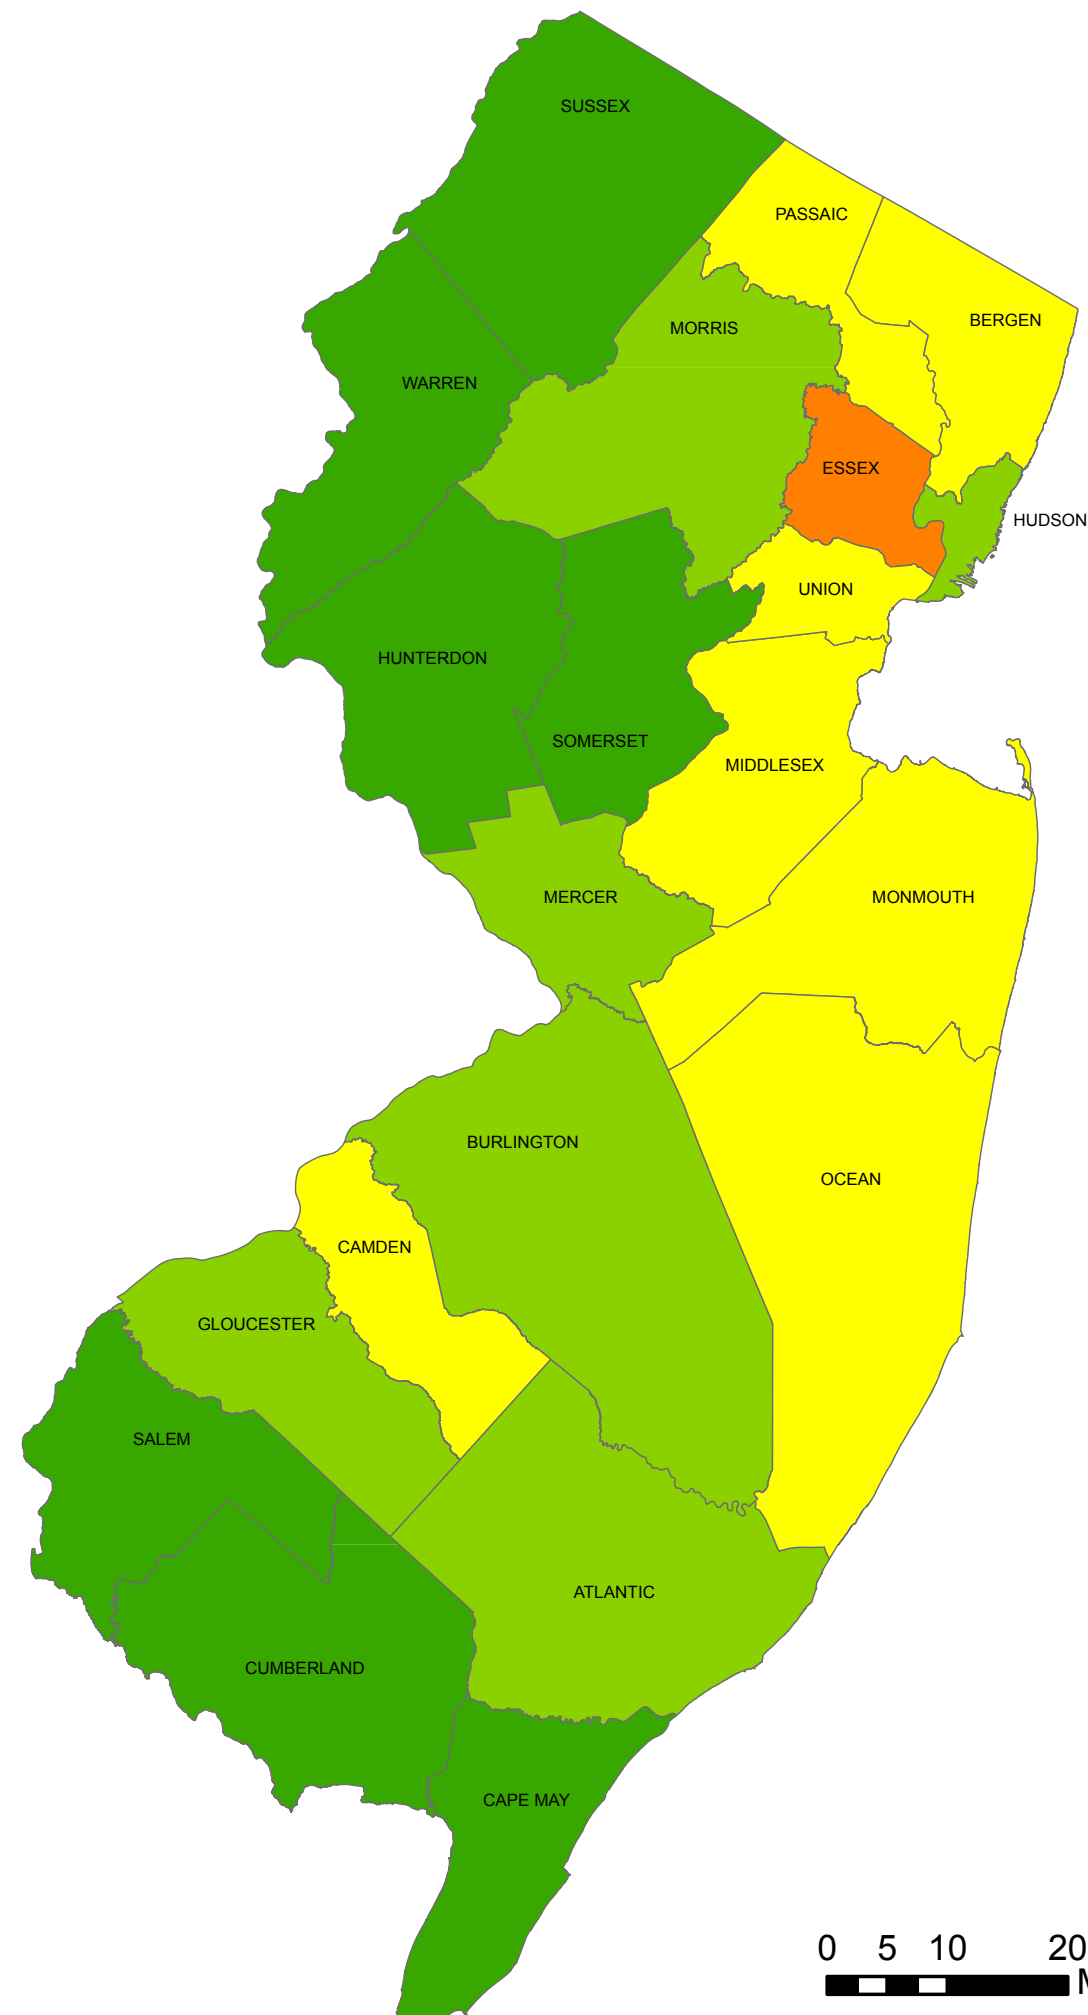 SUSSEX
PASSAIC
BERGEN
MORRIS
WARREN
ESSEX
HUDSON
UNION
HUNTERDON
SOMERSET
MIDDLESEX
MERCER
MONMOUTH
BURLINGTON
OCEAN
CAMDEN
GLOUCESTER
SALEM
ATLANTIC
CUMBERLAND
CAPE MAY
0 5 10 20